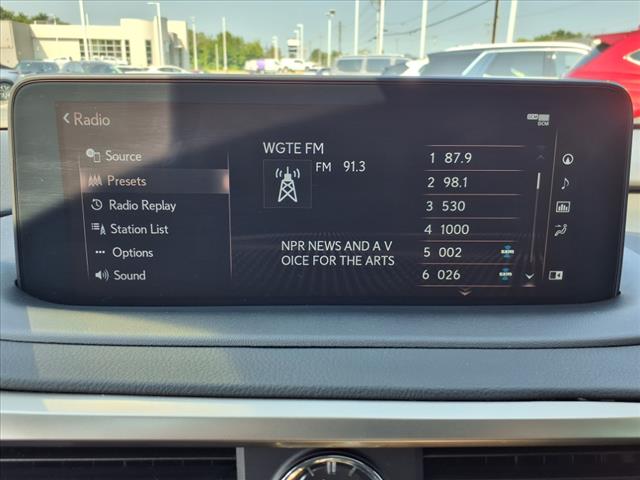 Radio
Source
Presets
Radio Replay
Station List
Options
Sound
WGTE FM
FM 91.3
NPR NEWS AND A V
OICE FOR THE ARTS
1 87.9
2 98.1
3 530
4 1000
5 002
6 026
DCM